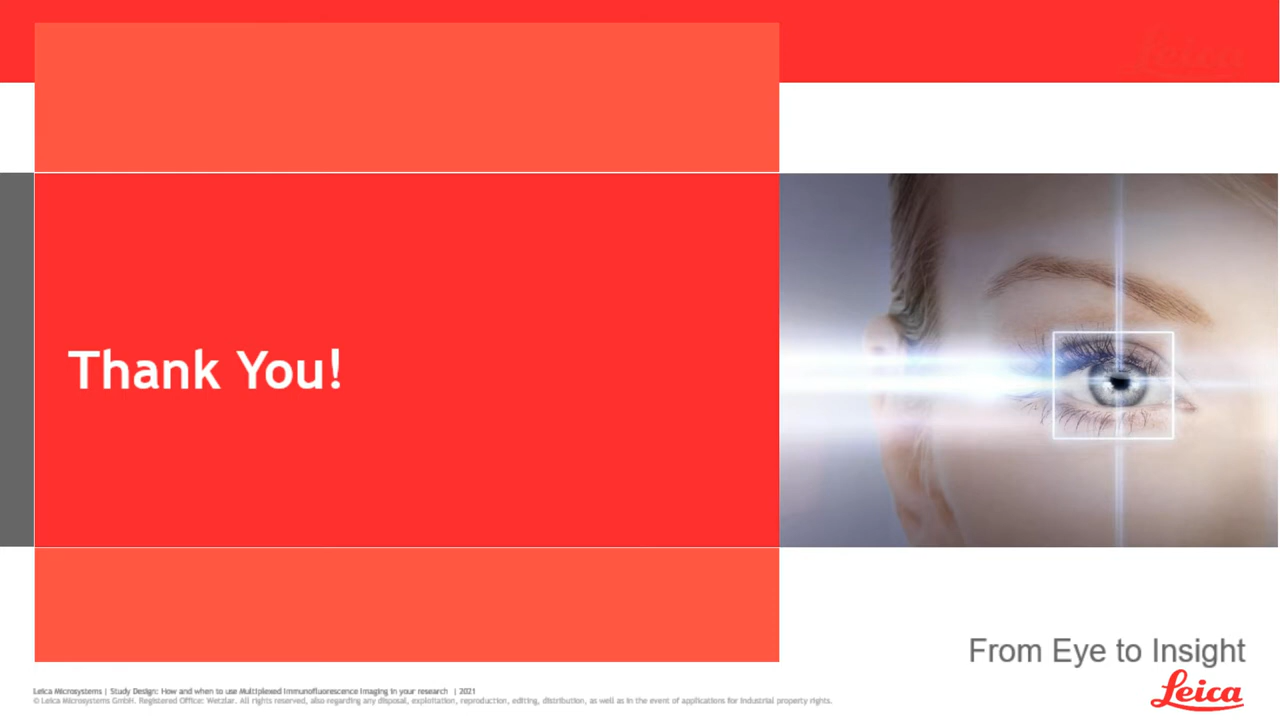 Leica
Thank You!
From Eye to Insight
Leica
Leica Microsystems | Study Design: How and when to use Multiplexed Immunofluorescence Imaging in your research | 2021
© Leica Microsystems GmbH. Registered Office: Wetzlar. All rights reserved, also regarding any disposal, exploitation, reproduction, editing, distribution, as well as in the event of applications for industrial property rights.